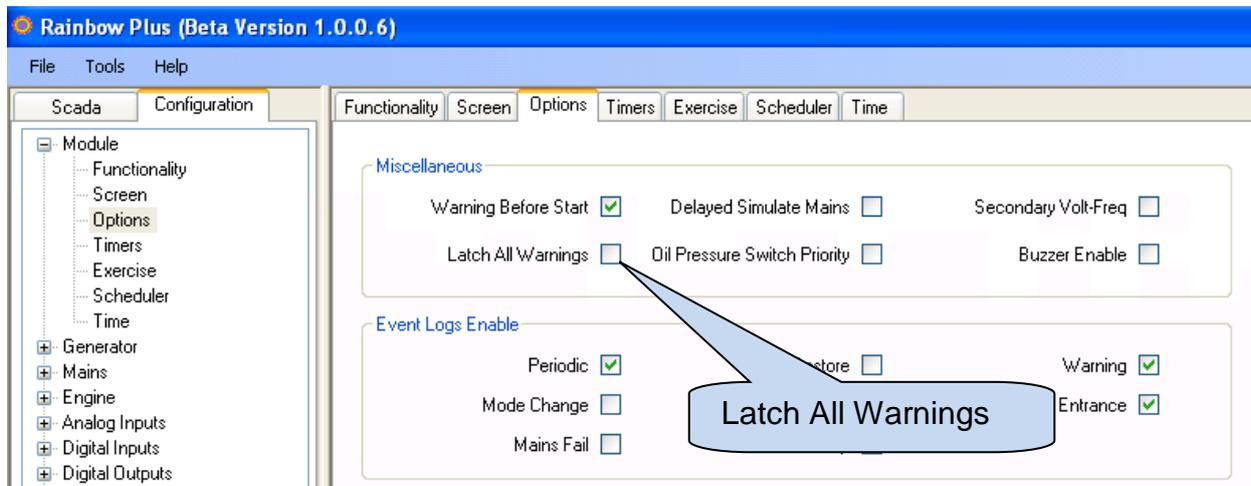 Rainbow Plus (Beta Version 1.0.0.6)
File Tools Help
Scada Configuration
Module
Functionality
Screen
Options
Timers
Exercise
Scheduler
Time
Generator
Mains
Engine
Analog Inputs
Digital Inputs
Digital Outputs
Functionality Screen Options Timers Exercise Scheduler Time
Miscellaneous
Warning Before Start Delayed Simulate Mains Secondary Volt-Freq
Latch All Warnings Oil Pressure Switch Priority Buzzer Enable
Event Logs Enable
Periodic Warning
Mode Change Entrance
Mains Fail
Latch All Warnings